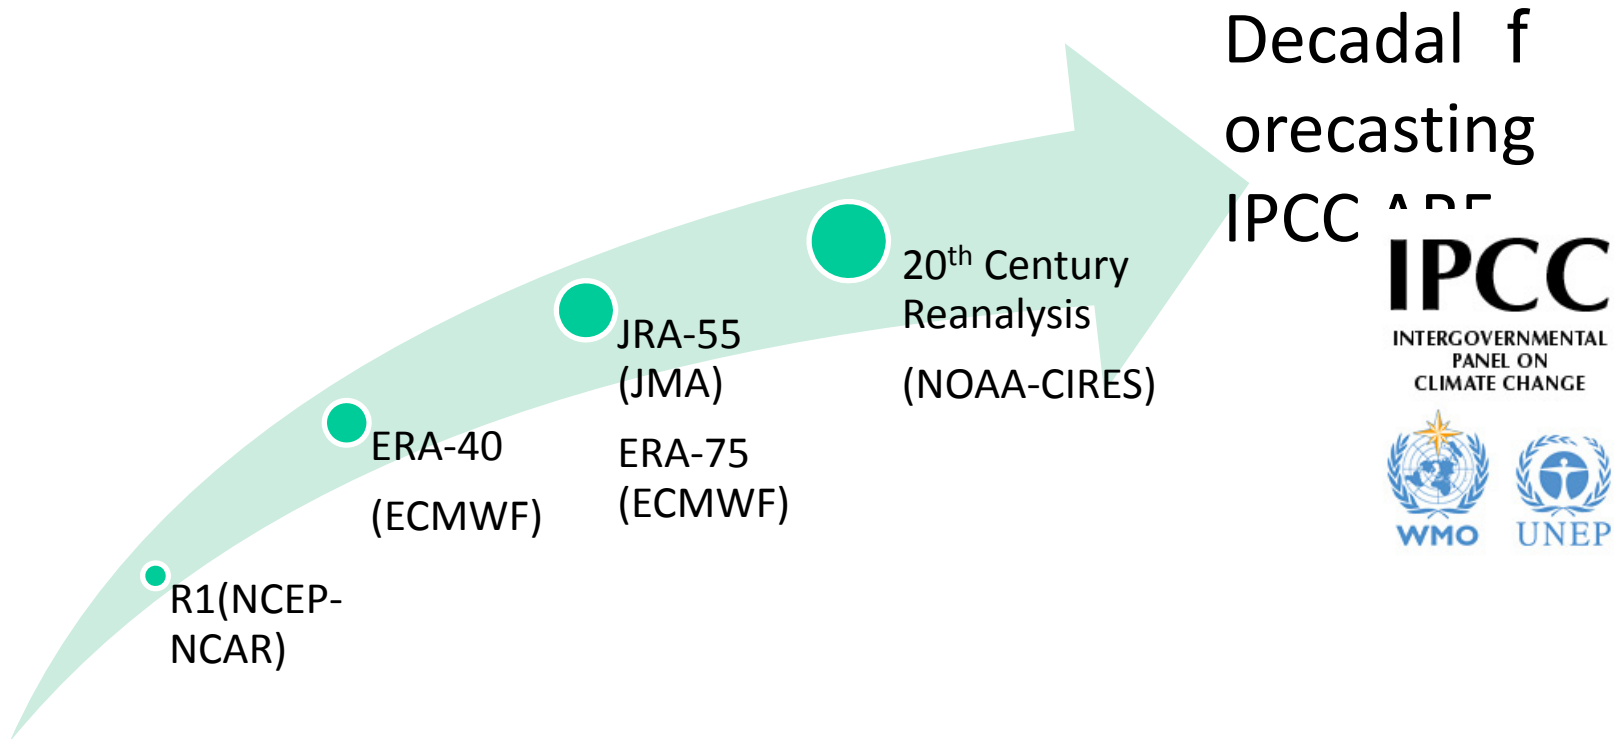 Decadal f
orecasting
IPCC
20th Century
Reanalysis
(NOAA-CIRES)
JRA-55
(JMA)
ERA-75
(ECMWF)
ERA-40
(ECMWF)
R1(NCEP-
NCAR)
IPCC
INTERGOVERNMENTAL
PANEL ON
CLIMATE CHANGE
WMO
UNEP